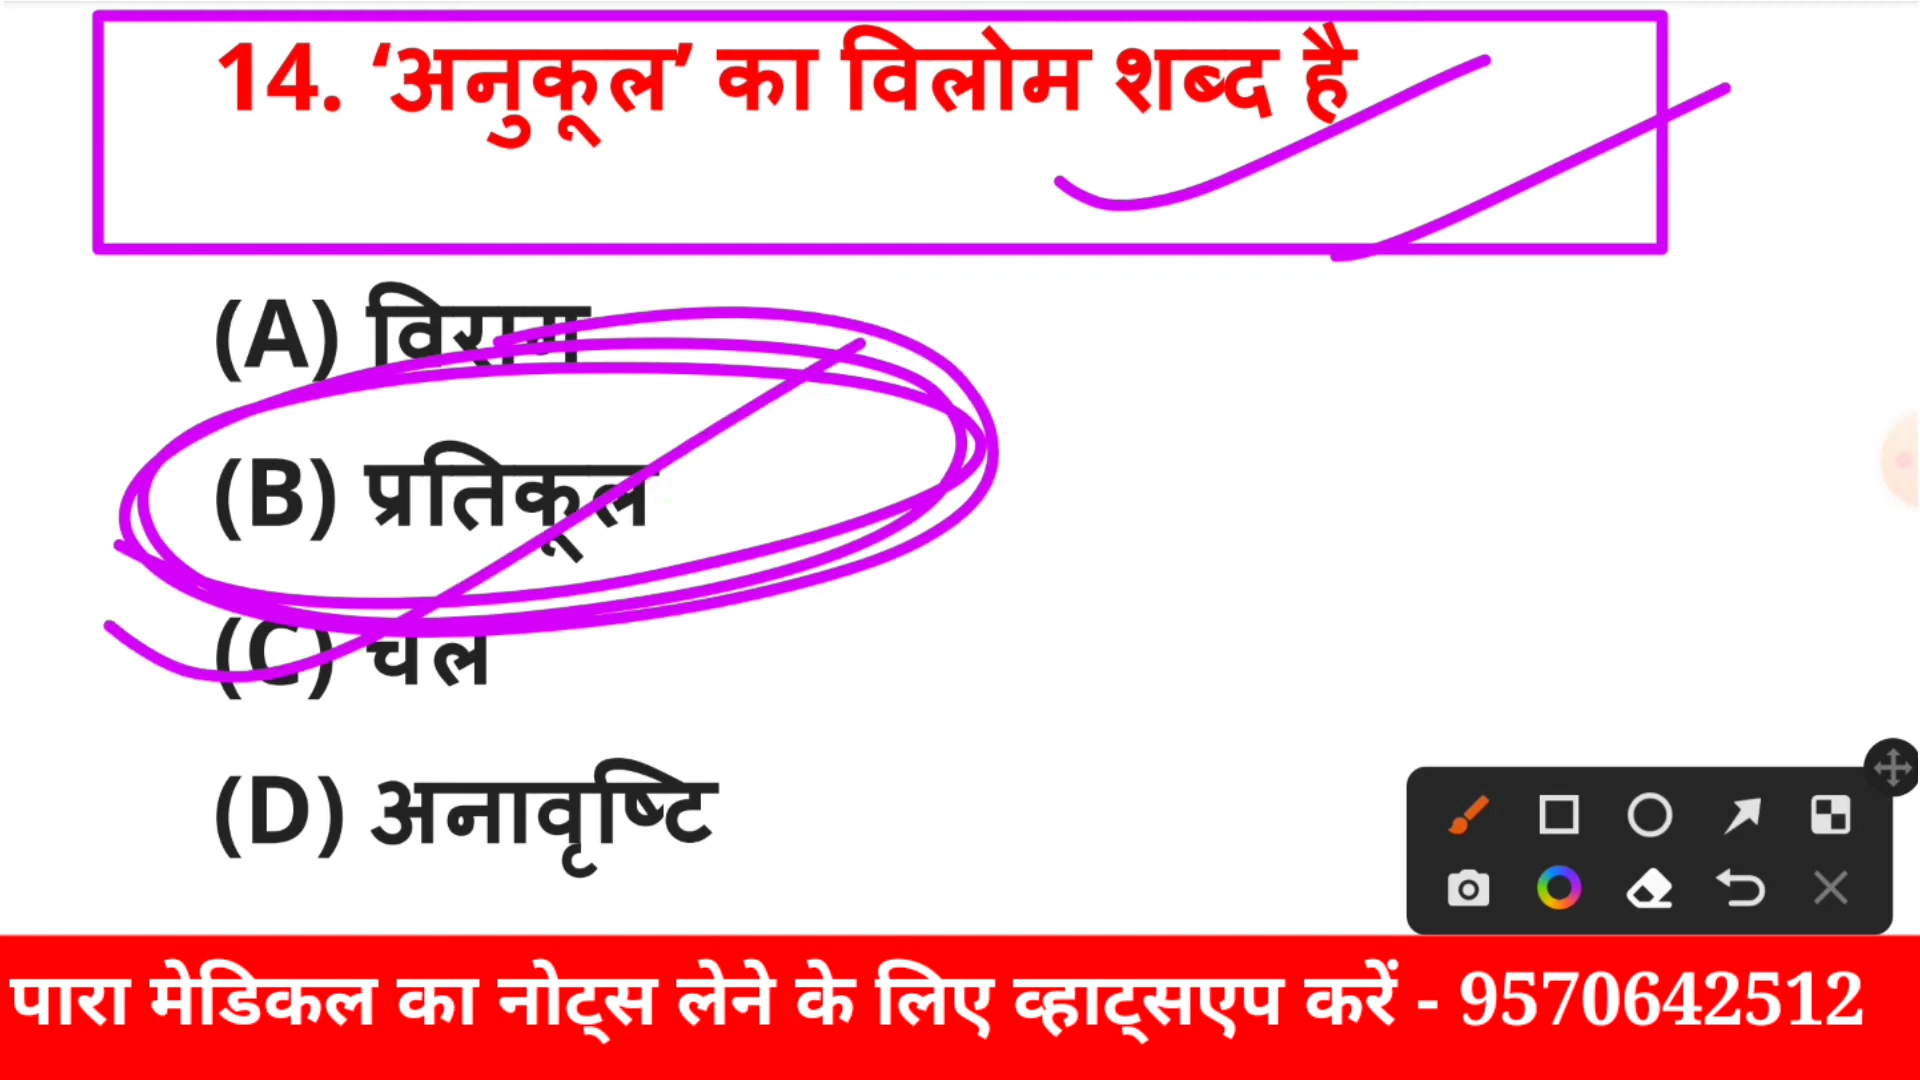 14. ‘अनुकूल’ का विलोम शब्द है
(A) विराग
(B) प्रतिकूल
(C) चल
(D) अनावृष्टि
पारा मेडिकल का नोट्स लेने के लिए व्हाट्सएप करें - 9570642512